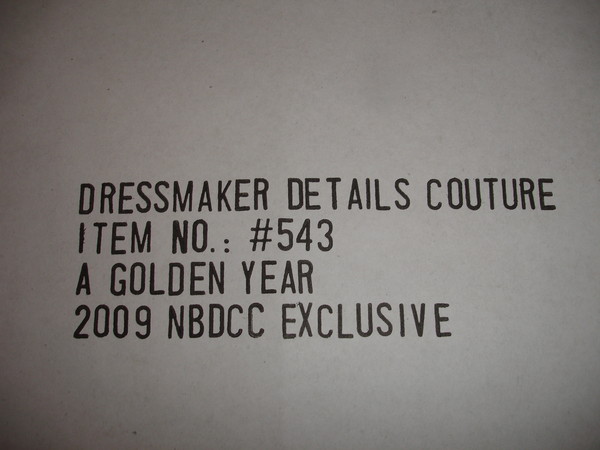 DRESSMAKER DETAILS COUTURE
ITEM NO.: #543
A GOLDEN YEAR
2009 NBDCC EXCLUSIVE